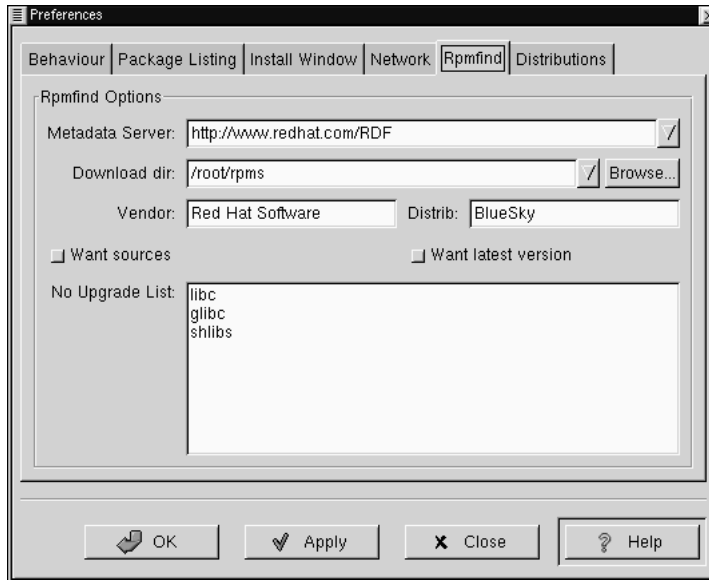 Preferences
Behaviour Package Listing Install Window Network Rpmfind Distributions
Rpmfind Options
Metadata Server: http://www.redhat.com/RDF
Download dir: /root/rpms Browse...
Vendor: Red Hat Software Distrib: BlueSky
Want sources Want latest version
No Upgrade List: libc
glibc
shlibs
OK Apply Close Help